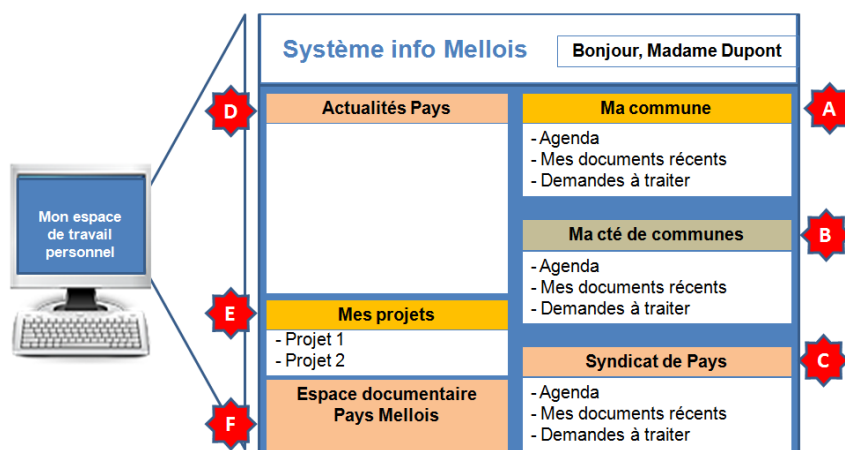 Système info Mellois
Bonjour, Madame Dupont
D
Actualités Pays
Ma commune
A
- Agenda
- Mes documents récents
- Demandes à traiter
Mon espace
de travail
personnel
Ma cté de communes
B
- Agenda
- Mes documents récents
- Demandes à traiter
E
Mes projets
- Projet 1
- Projet 2
Syndicat de Pays
C
- Agenda
- Mes documents récents
- Demandes à traiter
F
Espace documentaire
Pays Mellois